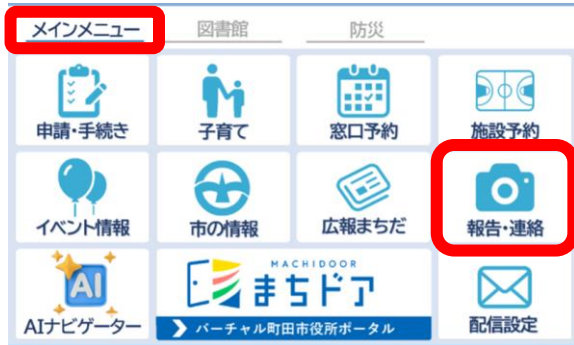 メインメニュー 図書館 防災
申請・手続き 子育て 窓口予約 施設予約
イベント情報 市の情報 広報まちだ 報告・連絡
AI
MACHIDOOR
まちドア
AIナビゲーター バーチャル町田市役所ポータル 配信設定